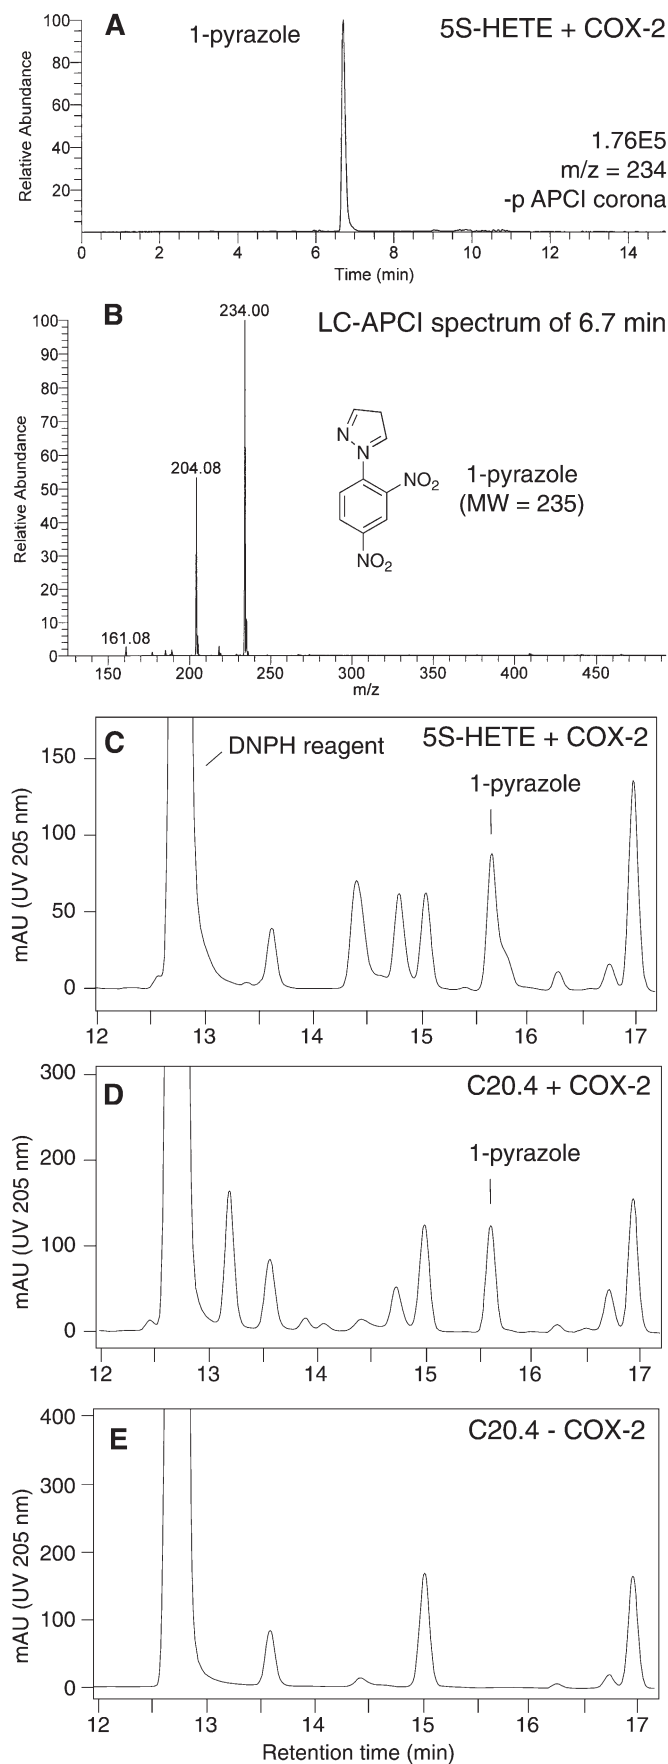 A
1-pyrazole
5S-HETE + COX-2
1.76E5
m/z = 234
-p APCI corona
Relative Abundance
100
80
60
40
20
0 2 4 6 8 10 12 14
Time (min)
B
234.00
LC-APCI spectrum of 6.7 min
204.08
161.08
N
N
NO2
NO2
1-pyrazole
(MW = 235)
Relative Abundance
100
90
80
70
60
50
40
30
20
10
0
150 200 250 300 350 400 450
m/z
C
DNPH reagent
5S-HETE + COX-2
1-pyrazole
mAU (UV 205 nm)
150
100
50
0
12 13 14 15 16 17
D
C20.4 + COX-2
1-pyrazole
mAU (UV 205 nm)
300
200
100
0
12 13 14 15 16 17
E
C20.4 - COX-2
mAU (UV 205 nm)
400
300
200
100
0
12 13 14 15 16 17
Retention time (min)